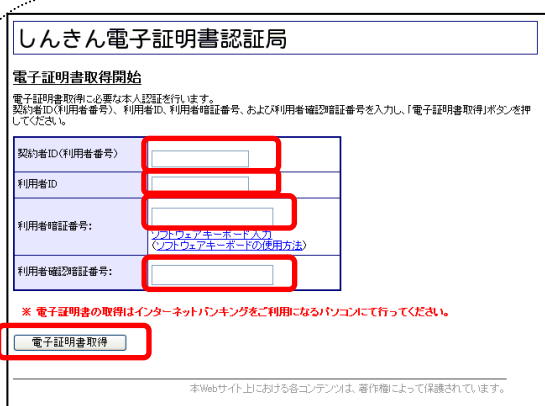 しんきん電子証明書認証局
電子証明書取得開始
電子証明書取得に必要な本人認証を行います。
契約者ID(利用者番号)、利用者ID、利用者暗証番号、および利用者確認暗証番号を入力し、「電子証明書取得」ボタンを押
してください。
契約者ID(利用者番号)
利用者ID
利用者暗証番号:
ソフトウェアキーボード入力
(ソフトウェアキーボードの使用方法)
利用者確認暗証番号:
※ 電子証明書の取得はインターネットバンキングをご利用になるパソコンにて行ってください。
電子証明書取得
本Webサイト上における各コンテンツは、著作権によって保護されています。